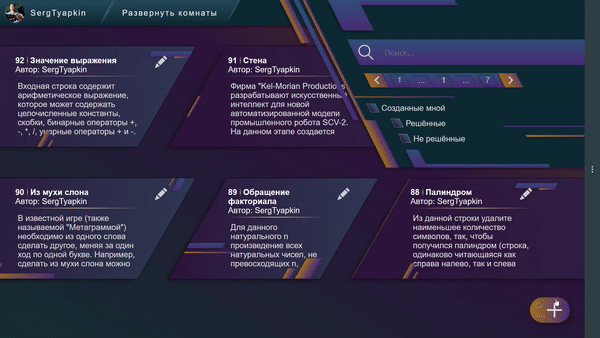 SergTyapkin
Развернуть комнаты
Поиск...
1 ... 1 ... 7
Созданные мной
Решённые
Не решённые
92 | Значение выражения
Автор: SergTyapkin
Входная строка содержит
арифметическое выражение,
которое может содержать
целочисленные константы,
скобки, бинарные операторы +,
-, *, /, унарные операторы + и -.
91 | Стена
Автор: SergTyapkin
Фирма "Kel-Morian Productions
разрабатывают искусственный
интеллект для новой
автоматизированной модели
промышленного робота SCV-2.
На данном этапе создается
90 | Из мухи слона
Автор: SergTyapkin
В известной игре (также
называемой "Метаграммой")
необходимо из одного слова
сделать другое, меняя за один
ход по одной букве. Например,
сделать из мухи слона можно
89 | Обращение
факториала
Автор: SergTyapkin
Для данного
натурального n
произведение всех
натуральных чисел, не
превосходящих n,
88 | Палиндром
Автор: SergTyapkin
Из данной строки удалите
наименьшее количество
символов, так, чтобы
получился палиндром (строка,
одинаково читающаяся как
справа налево, так и слева